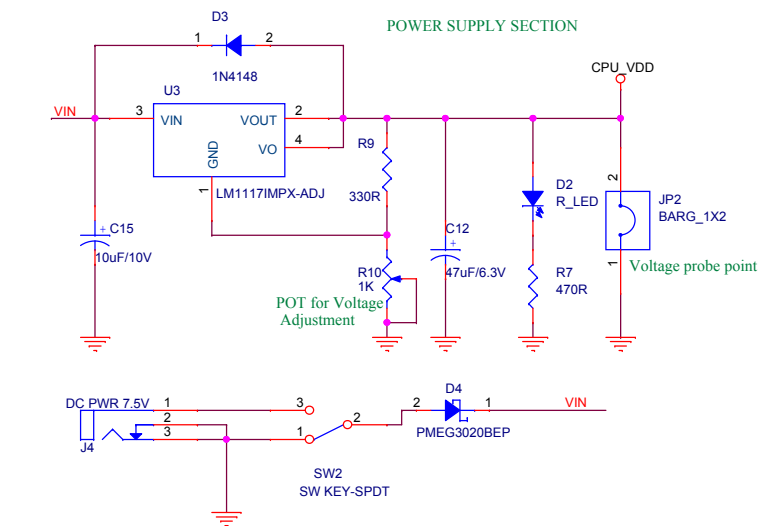 POWER SUPPLY SECTION
D3
1 2
1N4148
CPU_VDD
U3
VIN
3
VIN
VOUT
2
VO
4
GND
1
LM1117IMPX-ADJ
R9
330R
D2
R_LED
2
JP2
BARG_1X2
1
Voltage probe point
+
C15
10uF/10V
C12
+
47uF/6.3V
R10
1K
POT for Voltage
Adjustment
R7
470R
DC PWR 7.5V
1
2
3
J4
3
2
1
SW2
SW KEY-SPDT
D4
2 1
PMEG3020BEP
VIN